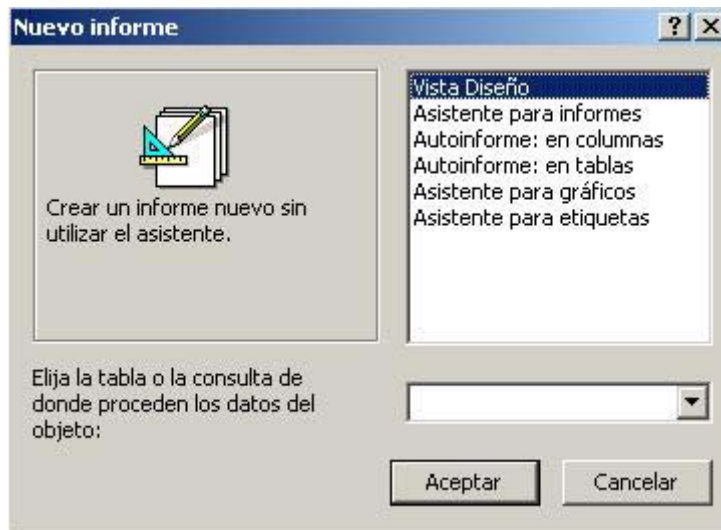 Nuevo informe
Vista Diseño
Asistente para informes
Autoinforme: en columnas
Autoinforme: en tablas
Asistente para gráficos
Asistente para etiquetas
Crear un informe nuevo sin
utilizar el asistente.
Elija la tabla o la consulta de
donde proceden los datos del
objeto:
Aceptar
Cancelar